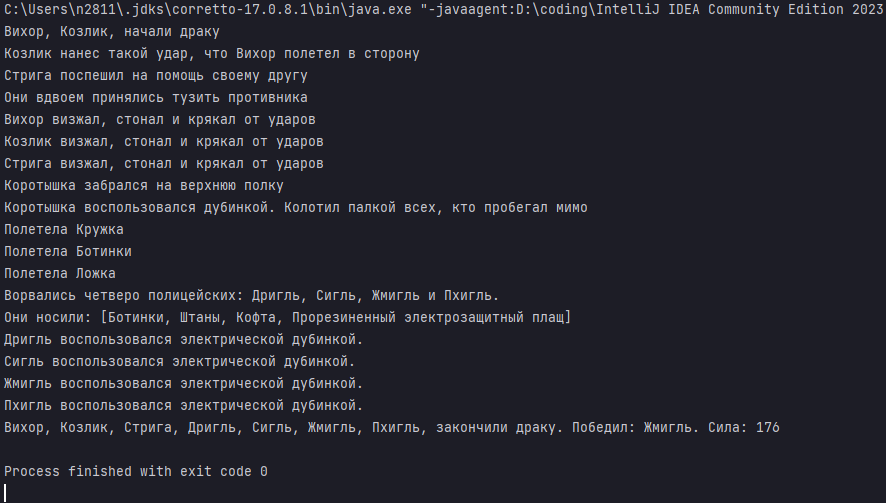 C:\Users\n2811\.jdks\corretto-17.0.8.1\bin\java.exe "-javaagent:D:\coding\IntelliJ IDEA Community Edition 2023
Вихор, Козлик, начали драку
Козлик нанес такой удар, что Вихор полетел в сторону
Стрига поспешил на помощь своему другу
Они вдвоем принялись тузить противника
Вихор визжал, стонал и крякал от ударов
Козлик визжал, стонал и крякал от ударов
Стрига визжал, стонал и крякал от ударов
Коротышка забрался на верхнюю полку
Коротышка воспользовался дубинкой. Колотил палкой всех, кто пробегал мимо
Полетела Кружка
Полетела Ботинки
Полетела Ложка
Ворвались четверо полицейских: Дригль, Сигль, Жмигль и Пхигль.
Они носили: [Ботинки, Штаны, Кофта, Прорезиненный электрозащитный плащ]
Дригль воспользовался электрической дубинкой.
Сигль воспользовался электрической дубинкой.
Жмигль воспользовался электрической дубинкой.
Пхигль воспользовался электрической дубинкой.
Вихор, Козлик, Стрига, Дригль, Сигль, Жмигль, Пхигль, закончили драку. Победил: Жмигль. Сила: 176
Process finished with exit code 0